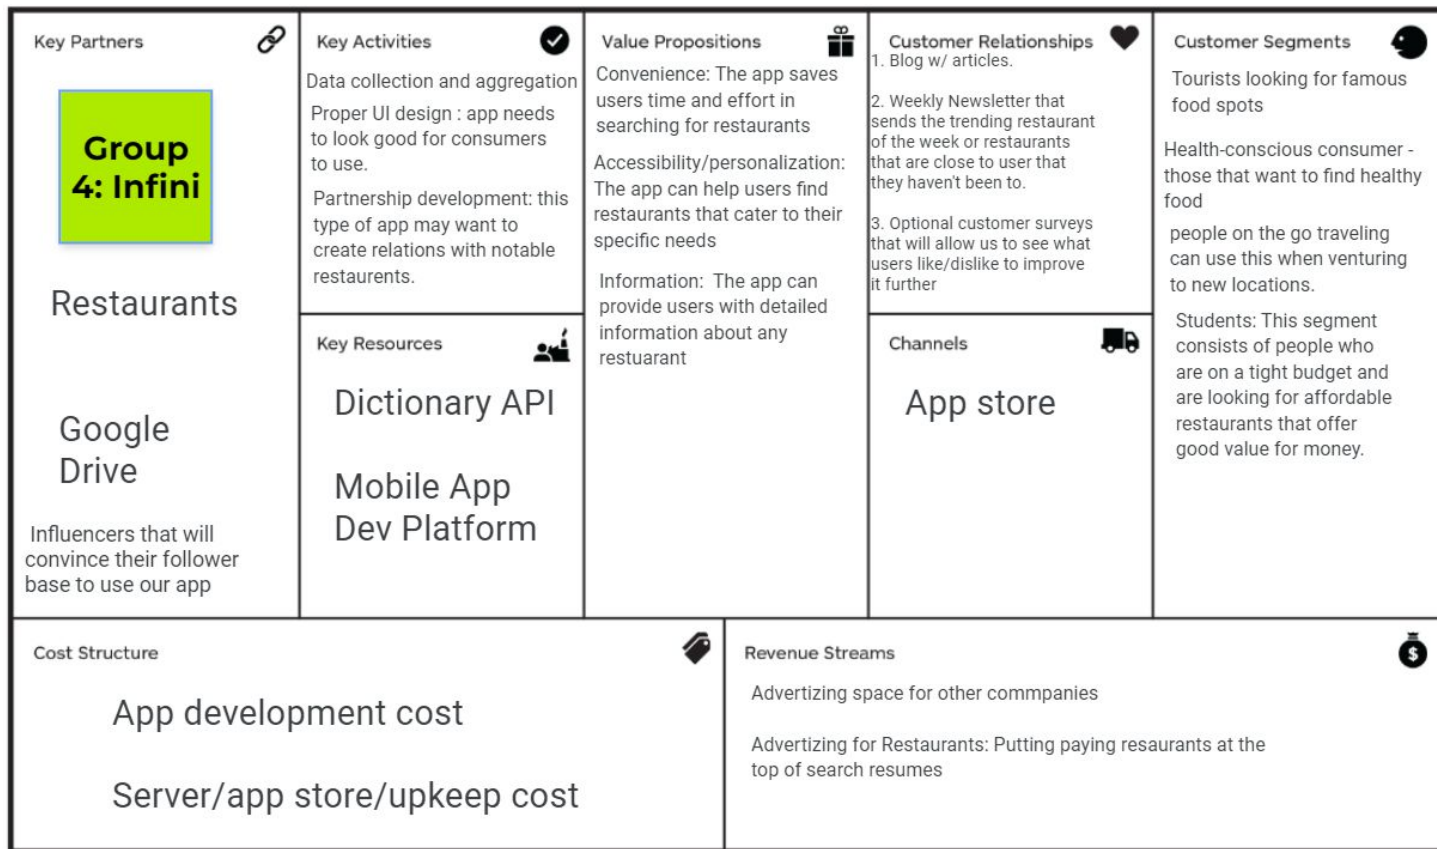 Key Partners
Group
4: Infini
Restaurants
Google
Drive
Influencers that will
convince their follower
base to use our app
Key Activities
Data collection and aggregation
Proper UI design : app needs
to look good for consumers
to use.
Partnership development: this
type of app may want to
create relations with notable
restaurents.
Key Resources
Dictionary API
Mobile App
Dev Platform
Value Propositions
Convenience: The app saves
users time and effort in
searching for restaurants
Accessibility/personalization:
The app can help users find
restaurants that cater to their
specific needs
Information:  The app can
provide users with detailed
information about any
restuarant
Customer Relationships
1. Blog w/ articles.
2. Weekly Newsletter that
sends the trending restaurant
of the week or restaurants
that are close to user that
they haven't been to.
3. Optional customer surveys
that will allow us to see what
users like/dislike to improve
it further
Channels
App store
Customer Segments
Tourists looking for famous
food spots
Health-conscious consumer -
those that want to find healthy
food
people on the go traveling
can use this when venturing
to new locations.
Students: This segment
consists of people who
are on a tight budget and
are looking for affordable
restaurants that offer
good value for money.
Cost Structure
App development cost
Server/app store/upkeep cost
Revenue Streams
$
Advertizing space for other commpanies
Advertizing for Restaurants: Putting paying resaurants at the
top of search resumes